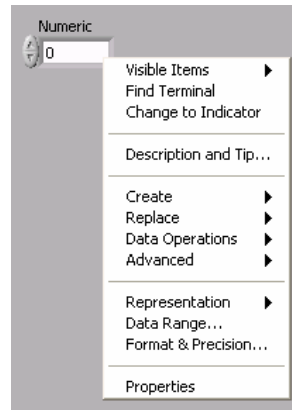 Numeric
0
Visible Items
Find Terminal
Change to Indicator
Description and Tip...
Create
Replace
Data Operations
Advanced
Representation
Data Range...
Format & Precision...
Properties